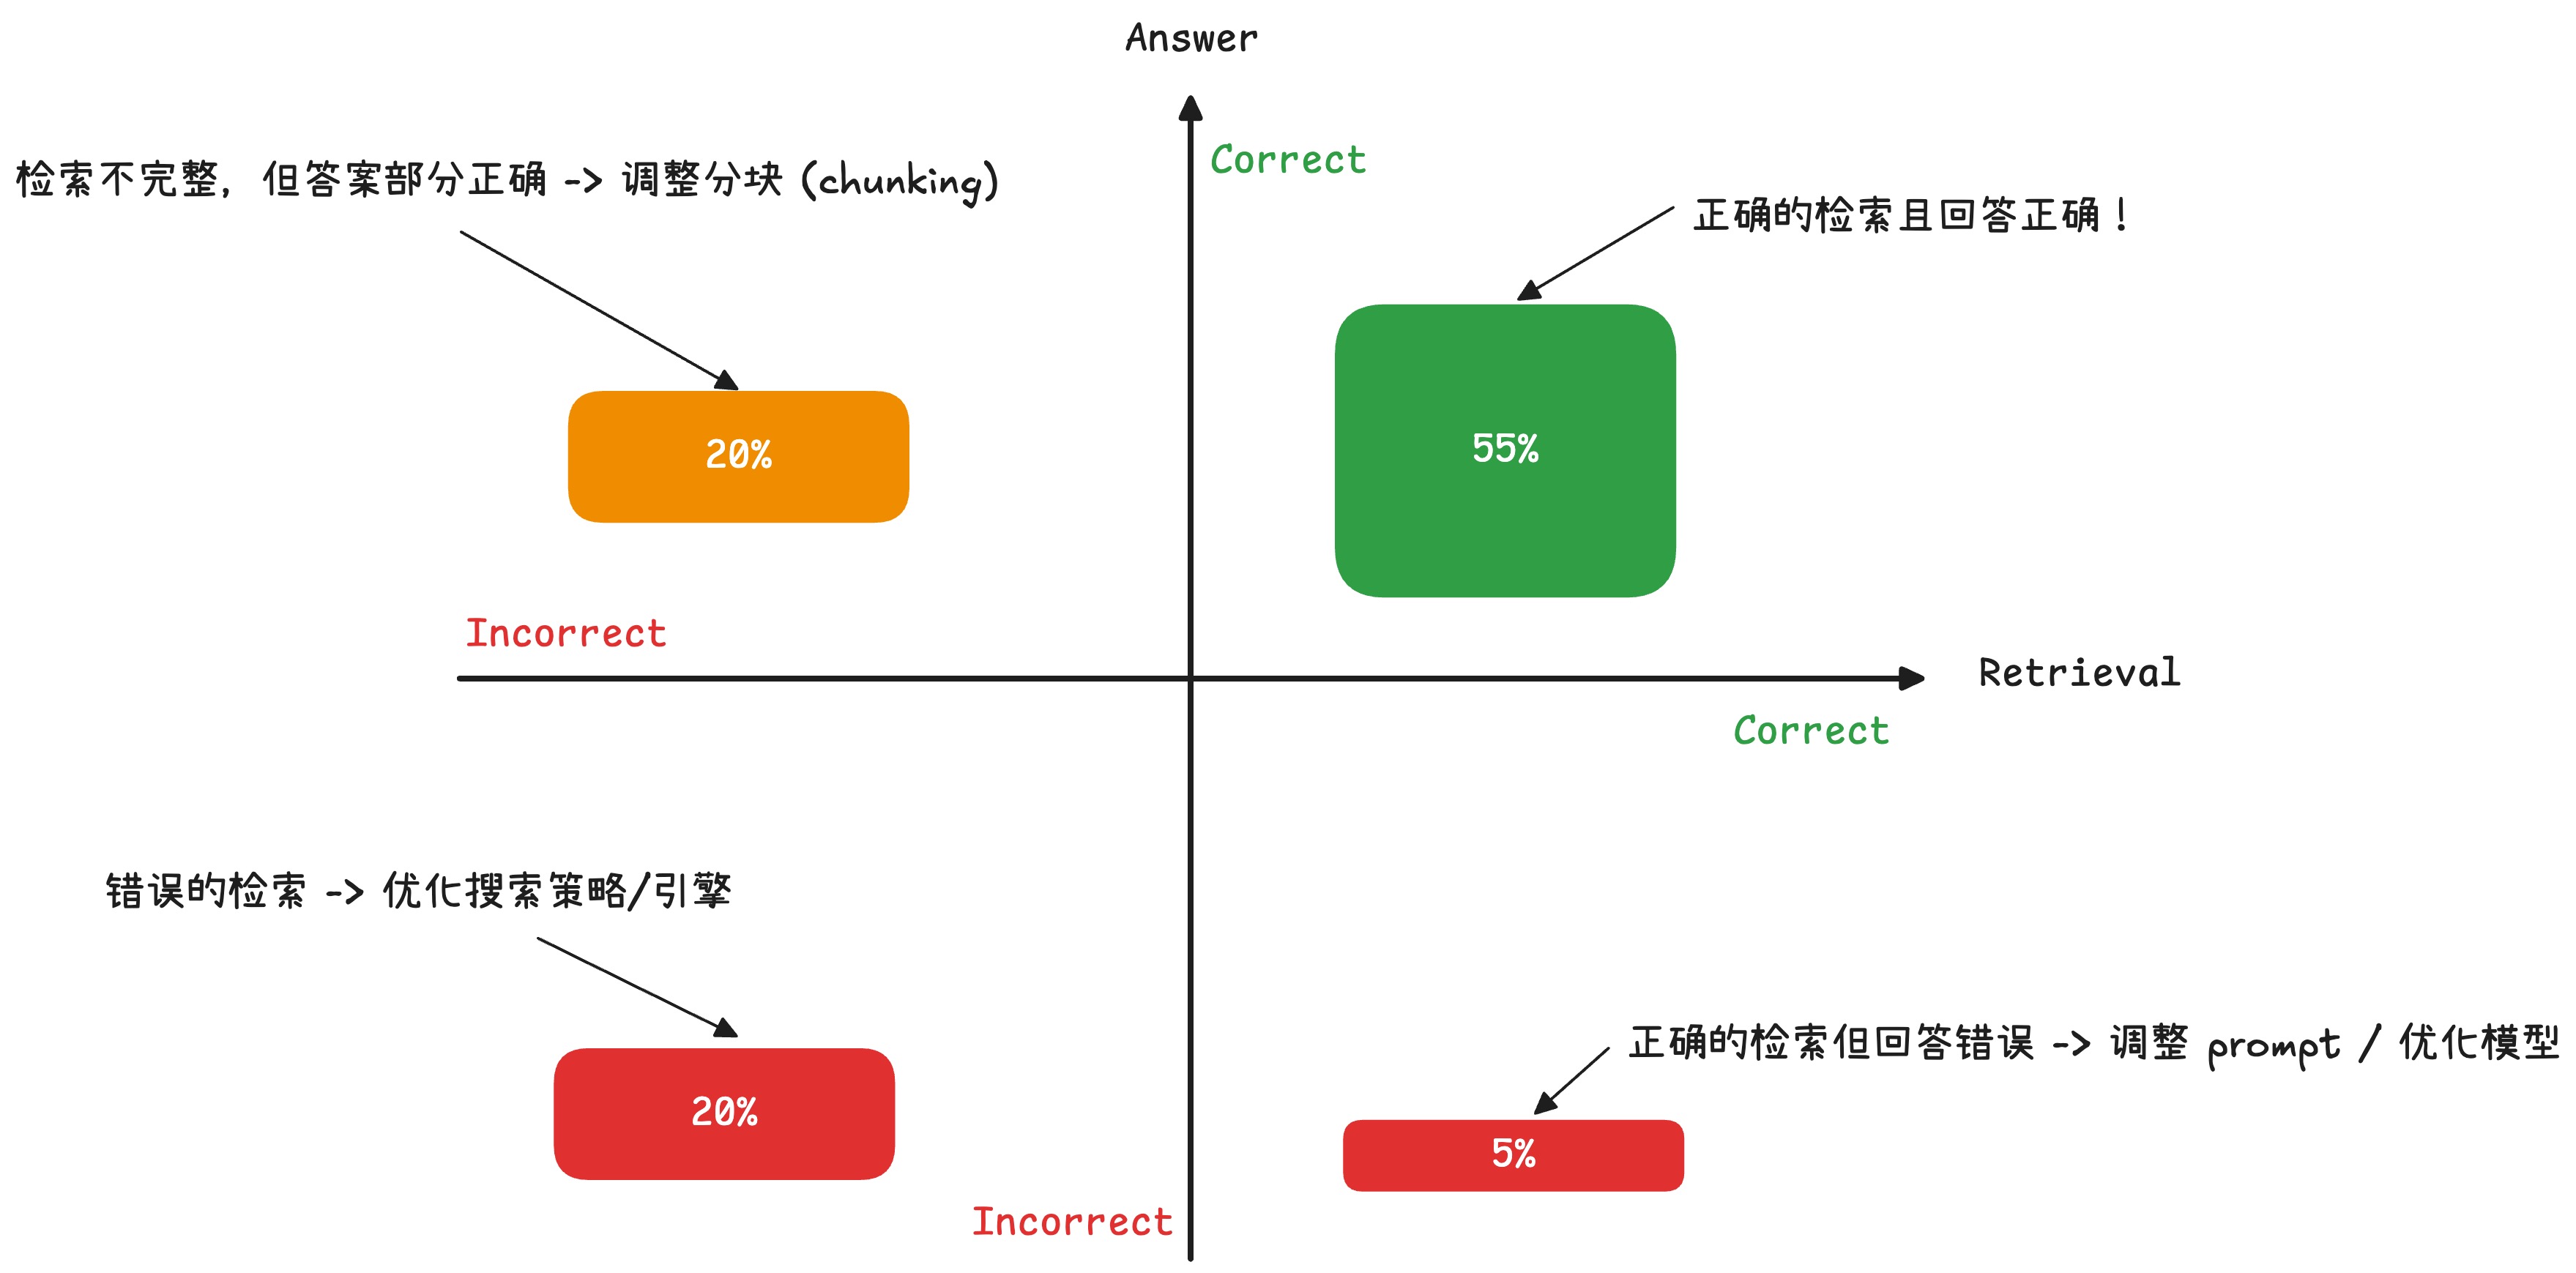 Answer
Correct
检索不完整，但答案部分正确 -> 调整分块 (chunking)
正确的检索且回答正确！
20%
55%
Incorrect
Retrieval
Correct
错误的检索 -> 优化搜索策略/引擎
正确的检索但回答错误 -> 调整 prompt / 优化模型
20%
5%
Incorrect